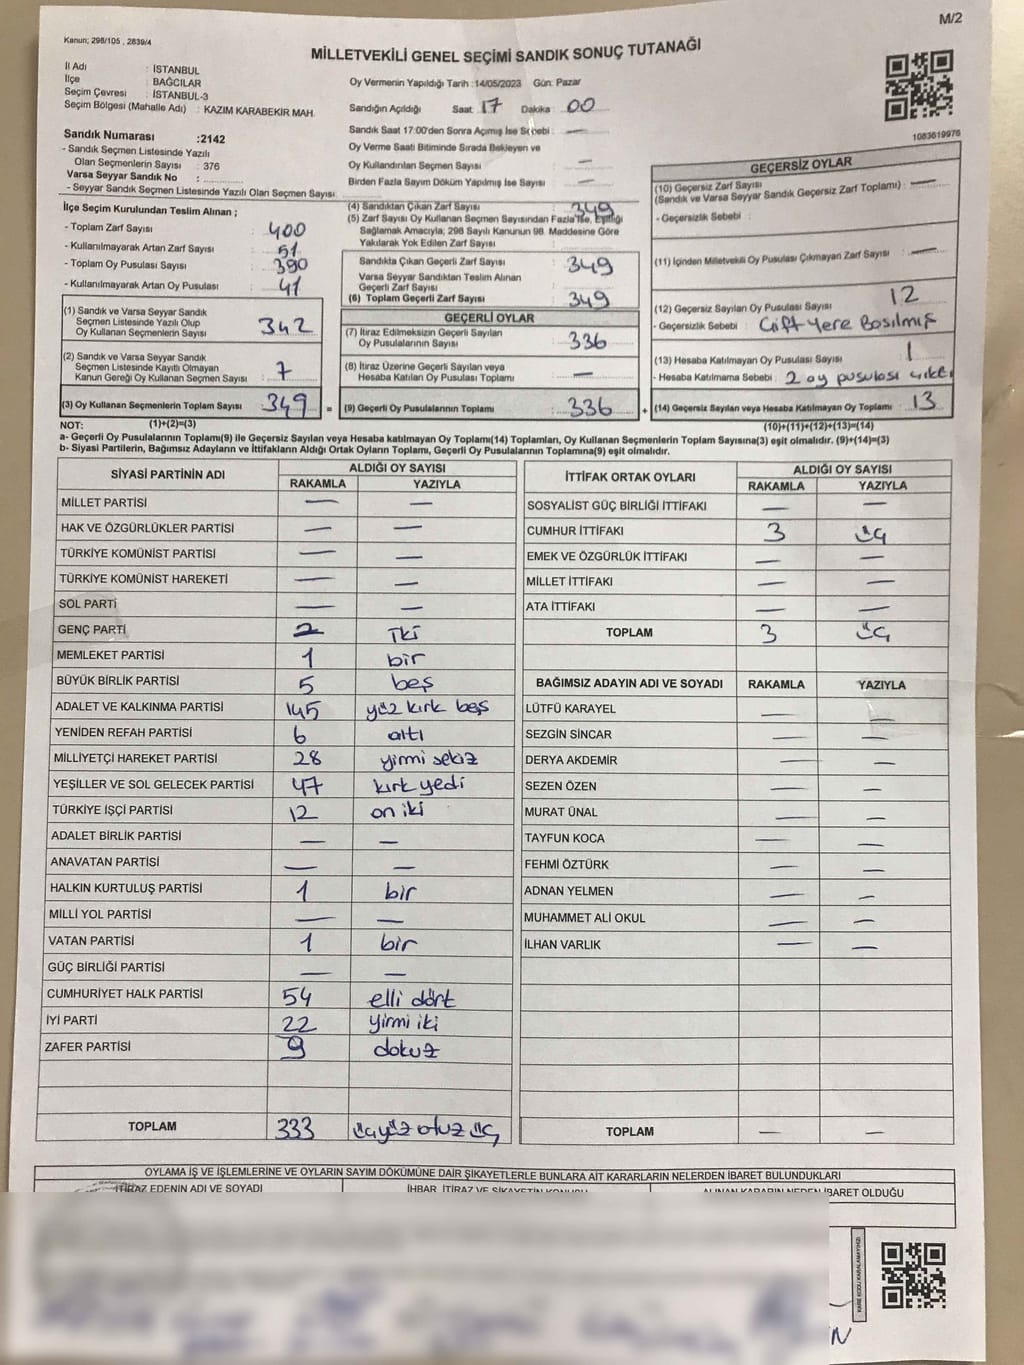 M/2
Kanun; 298/105 , 2839/4
MİLLETVEKİLİ GENEL SEÇİMİ SANDIK SONUÇ TUTANAĞI
İl Adı : İSTANBUL
İlçe : BAĞCILAR
Seçim Çevresi : İSTANBUL-3
Seçim Bölgesi (Mahalle Adı) : KAZIM KARABEKİR MAH.
Sandık Numarası :2142
- Sandık Seçmen Listesinde Yazılı
Olan Seçmenlerin Sayısı : 376
Varsa Seyyar Sandık No :
- Seyyar Sandık Seçmen Listesinde Yazılı Olan Seçmen Sayısı
İlçe Seçim Kurulundan Teslim Alınan ;
- Toplam Zarf Sayısı : 400
- Kullanılmayarak Artan Zarf Sayısı : 51
- Toplam Oy Pusulası Sayısı : 390
- Kullanılmayarak Artan Oy Pusulası : 41
(1) Sandık ve Varsa Seyyar Sandık
Seçmen Listesinde Yazılı Olup
Oy Kullanan Seçmenlerin Sayısı : 342
(2) Sandık ve Varsa Seyyar Sandık
Seçmen Listesinde Kayıtlı Olmayan
Kanun Gereği Oy Kullanan Seçmen Sayısı : 7
(3) Oy Kullanan Seçmenlerin Toplam Sayısı : 349 =
Oy Vermenin Yapıldığı Tarih :14/05/2023 Gün: Pazar
Sandığın Açıldığı Saat: 17 Dakika: 00
Sandık Saat 17:00'den Sonra Açımış İse Sebebi : —
Oy Verme Saati Bitiminde Sırada Bekleyen ve
Oy Kullandırılan Seçmen Sayısı : —
Birden Fazla Sayım Döküm Yapılmış İse Sayısı : —
(4) Sandıktan Çıkan Zarf Sayısı : 349
(5) Zarf Sayısı Oy Kullanan Seçmen Sayısından Fazla İse, Eşitliği
Sağlamak Amacıyla, 298 Sayılı Kanunun 98. Maddesine Göre
Yakılarak Yok Edilen Zarf Sayısı :
Sandıkta Çıkan Geçerli Zarf Sayısı : 349
Varsa Seyyar Sandıktan Teslim Alınan
Geçerli Zarf Sayısı :
(6) Toplam Geçerli Zarf Sayısı : 349
GEÇERLİ OYLAR
(7) İtiraz Edilmeksizin Geçerli Sayılan
Oy Pusulalarının Sayısı : 336
(8) İtiraz Üzerine Geçerli Sayılan veya
Hesaba Katılan Oy Pusulası Toplamı : —
(9) Geçerli Oy Pusulalarının Toplamı : 336 +
1083619976
GEÇERSİZ OYLAR
(10) Geçersiz Zarf Sayısı
(Sandık ve Varsa Seyyar Sandık Geçersiz Zarf Toplamı) : —
- Geçersizlik Sebebi :
(11) İçinden Milletvekili Oy Pusulası Çıkmayan Zarf Sayısı : —
(12) Geçersiz Sayılan Oy Pusulası Sayısı : 12
- Geçersizlik Sebebi : Çift yere Basılmış
(13) Hesaba Katılmayan Oy Pusulası Sayısı : 1
- Hesaba Katılmama Sebebi : 2 oy pusulası
(14) Geçersiz Sayılan veya Hesaba Katılmayan Oy Toplamı : 13
NOT: (1)+(2)=(3) (10)+(11)+(12)+(13)=(14)
a- Geçerli Oy Pusulalarının Toplamı(9) ile Geçersiz Sayılan veya Hesaba katılmayan Oy Toplamı(14) Toplamları, Oy Kullanan Seçmenlerin Toplam Sayısına(3) eşit olmalıdır. (9)+(14)=(3)
b- Siyasi Partilerin, Bağımsız Adayların ve İttifakların Aldığı Ortak Oyların Toplamı, Geçerli Oy Pusulalarının Toplamına(9) eşit olmalıdır.
SİYASİ PARTİNİN ADI ALDIĞI OY SAYISI
RAKAMLA YAZIYLA
MİLLET PARTİSİ — —
HAK VE ÖZGÜRLÜKLER PARTİSİ — —
TÜRKİYE KOMÜNİST PARTİSİ — —
TÜRKİYE KOMÜNİST HAREKETİ — —
SOL PARTİ — —
GENÇ PARTİ 2 iki
MEMLEKET PARTİSİ 1 bir
BÜYÜK BİRLİK PARTİSİ 5 beş
ADALET VE KALKINMA PARTİSİ 145 yüz kırk beş
YENİDEN REFAH PARTİSİ 6 altı
MİLLİYETÇİ HAREKET PARTİSİ 28 yirmi sekiz
YEŞİLLER VE SOL GELECEK PARTİSİ 47 kırk yedi
TÜRKİYE İŞÇİ PARTİSİ 12 on iki
ADALET BİRLİK PARTİSİ — —
ANAVATAN PARTİSİ — —
HALKIN KURTULUŞ PARTİSİ 1 bir
MİLLİ YOL PARTİSİ — —
VATAN PARTİSİ 1 bir
GÜÇ BİRLİĞİ PARTİSİ — —
CUMHURİYET HALK PARTİSİ 54 elli dört
İYİ PARTİ 22 yirmi iki
ZAFER PARTİSİ 9 dokuz
TOPLAM 333 üçyüz otuz üç
İTTİFAK ORTAK OYLARI ALDIĞI OY SAYISI
RAKAMLA YAZIYLA
SOSYALİST GÜÇ BİRLİĞİ İTTİFAKI — —
CUMHUR İTTİFAKI 3 üç
EMEK VE ÖZGÜRLÜK İTTİFAKI — —
MİLLET İTTİFAKI — —
ATA İTTİFAKI — —
TOPLAM 3 üç
BAĞIMSIZ ADAYIN ADI VE SOYADI RAKAMLA YAZIYLA
LÜTFÜ KARAYEL — —
SEZGİN SİNCAR — —
DERYA AKDEMİR — —
SEZEN ÖZEN — —
MURAT ÜNAL — —
TAYFUN KOCA — —
FEHMİ ÖZTÜRK — —
ADNAN YELMEN — —
MUHAMMET ALİ OKUL — —
İLHAN VARLIK — —
TOPLAM — —
OYLAMA İŞ VE İŞLEMLERİNE VE OYLARIN SAYIM DÖKÜMÜNE DAİR ŞİKAYETLERLE BUNLARA AİT KARARLARIN NELERDEN İBARET BULUNDUKLARI
İTİRAZ EDENİN ADI VE SOYADI İHBAR, İTİRAZ VE ŞİKAYETİN KONUSU ALINAN KARARIN NEDEN İBARET OLDUĞU
KARE KODU KARALAMAYINIZ!